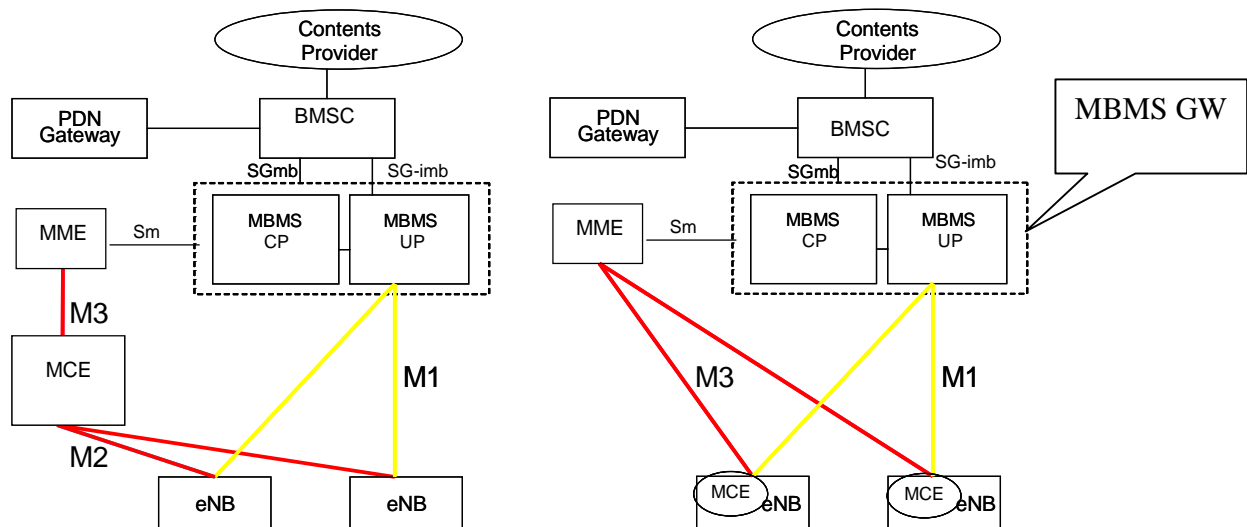 Contents
Provider
PDN
Gateway
BMSC
SGmb
SG-imb
MBMS
CP
MBMS
UP
MME
Sm
M3
MCE
M1
M2
eNB
eNB
Contents
Provider
MBMS GW
PDN
Gateway
BMSC
SGmb
SG-imb
MBMS
CP
MBMS
UP
MME
Sm
M3
M1
MCE
eNB
MCE
eNB